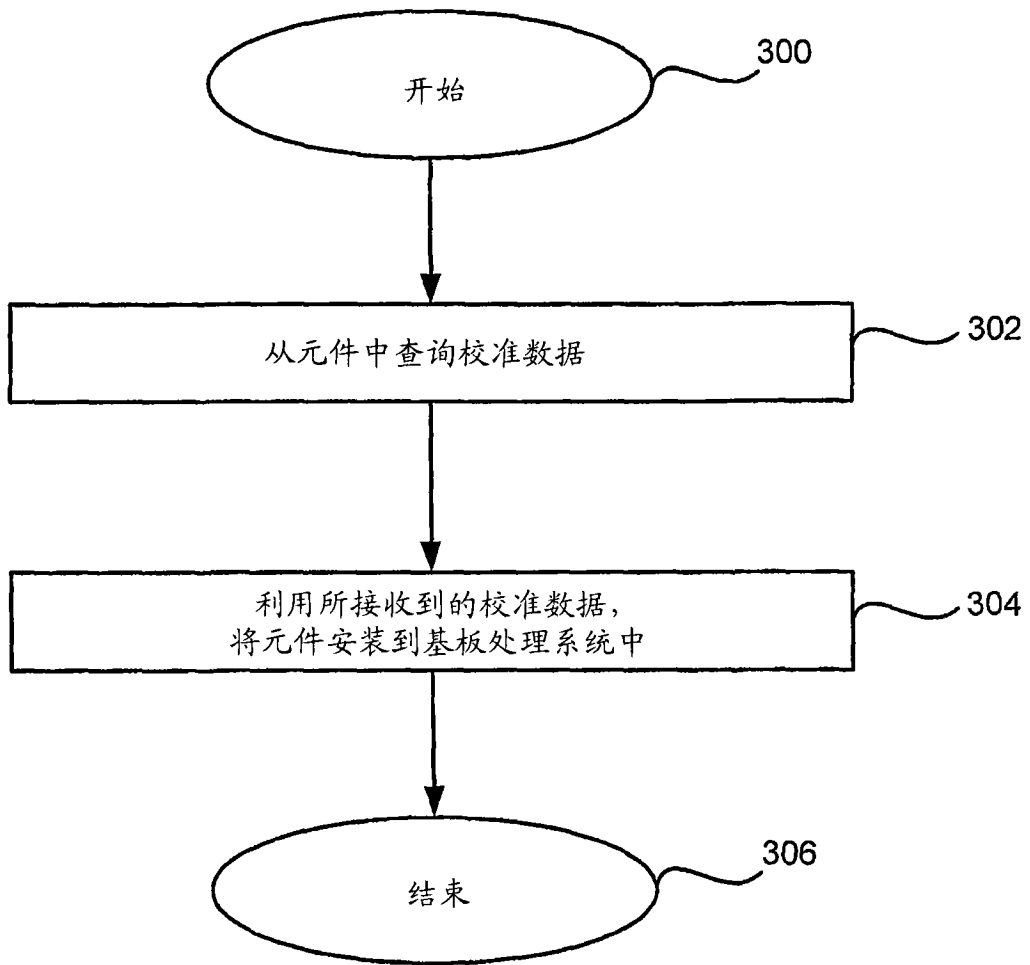 开始
300
从元件中查询校准数据
302
利用所接收到的校准数据，
将元件安装到基板处理系统中
304
结束
306